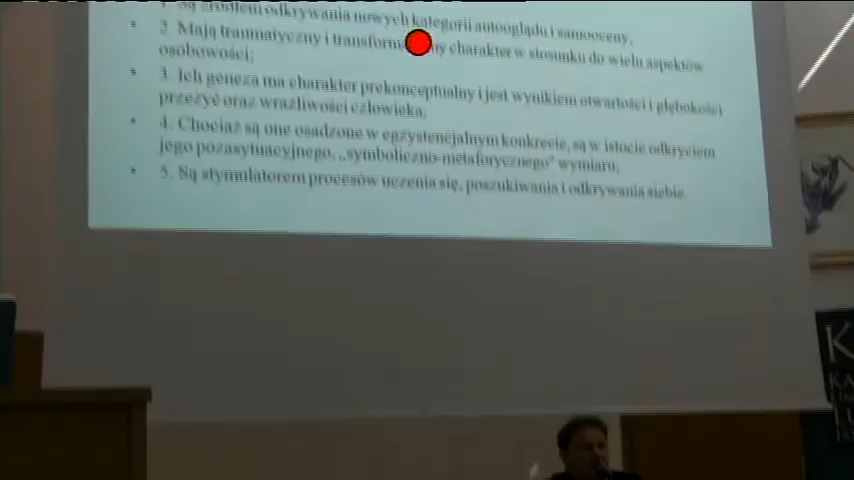 1. Są źródłem odkrywania nowych kategorii autooglądu i samooceny;
2. Mają traumatyczny i charakter w stosunku do wielu aspektów
osobowości;
3. Ich geneza ma charakter prekonceptualny i jest wynikiem otwartości i głębokości
przeżyć oraz wrażliwości człowieka;
4. Chociaż są one osadzone w egzystencjalnym konkrecie, są w istocie odkryciem
jego pozasytuacyjnego, „symboliczno-metaforycznego" wymiaru;
5. Są stymulatorem procesów uczenia się, poszukiwania i odkrywania siebie.
K